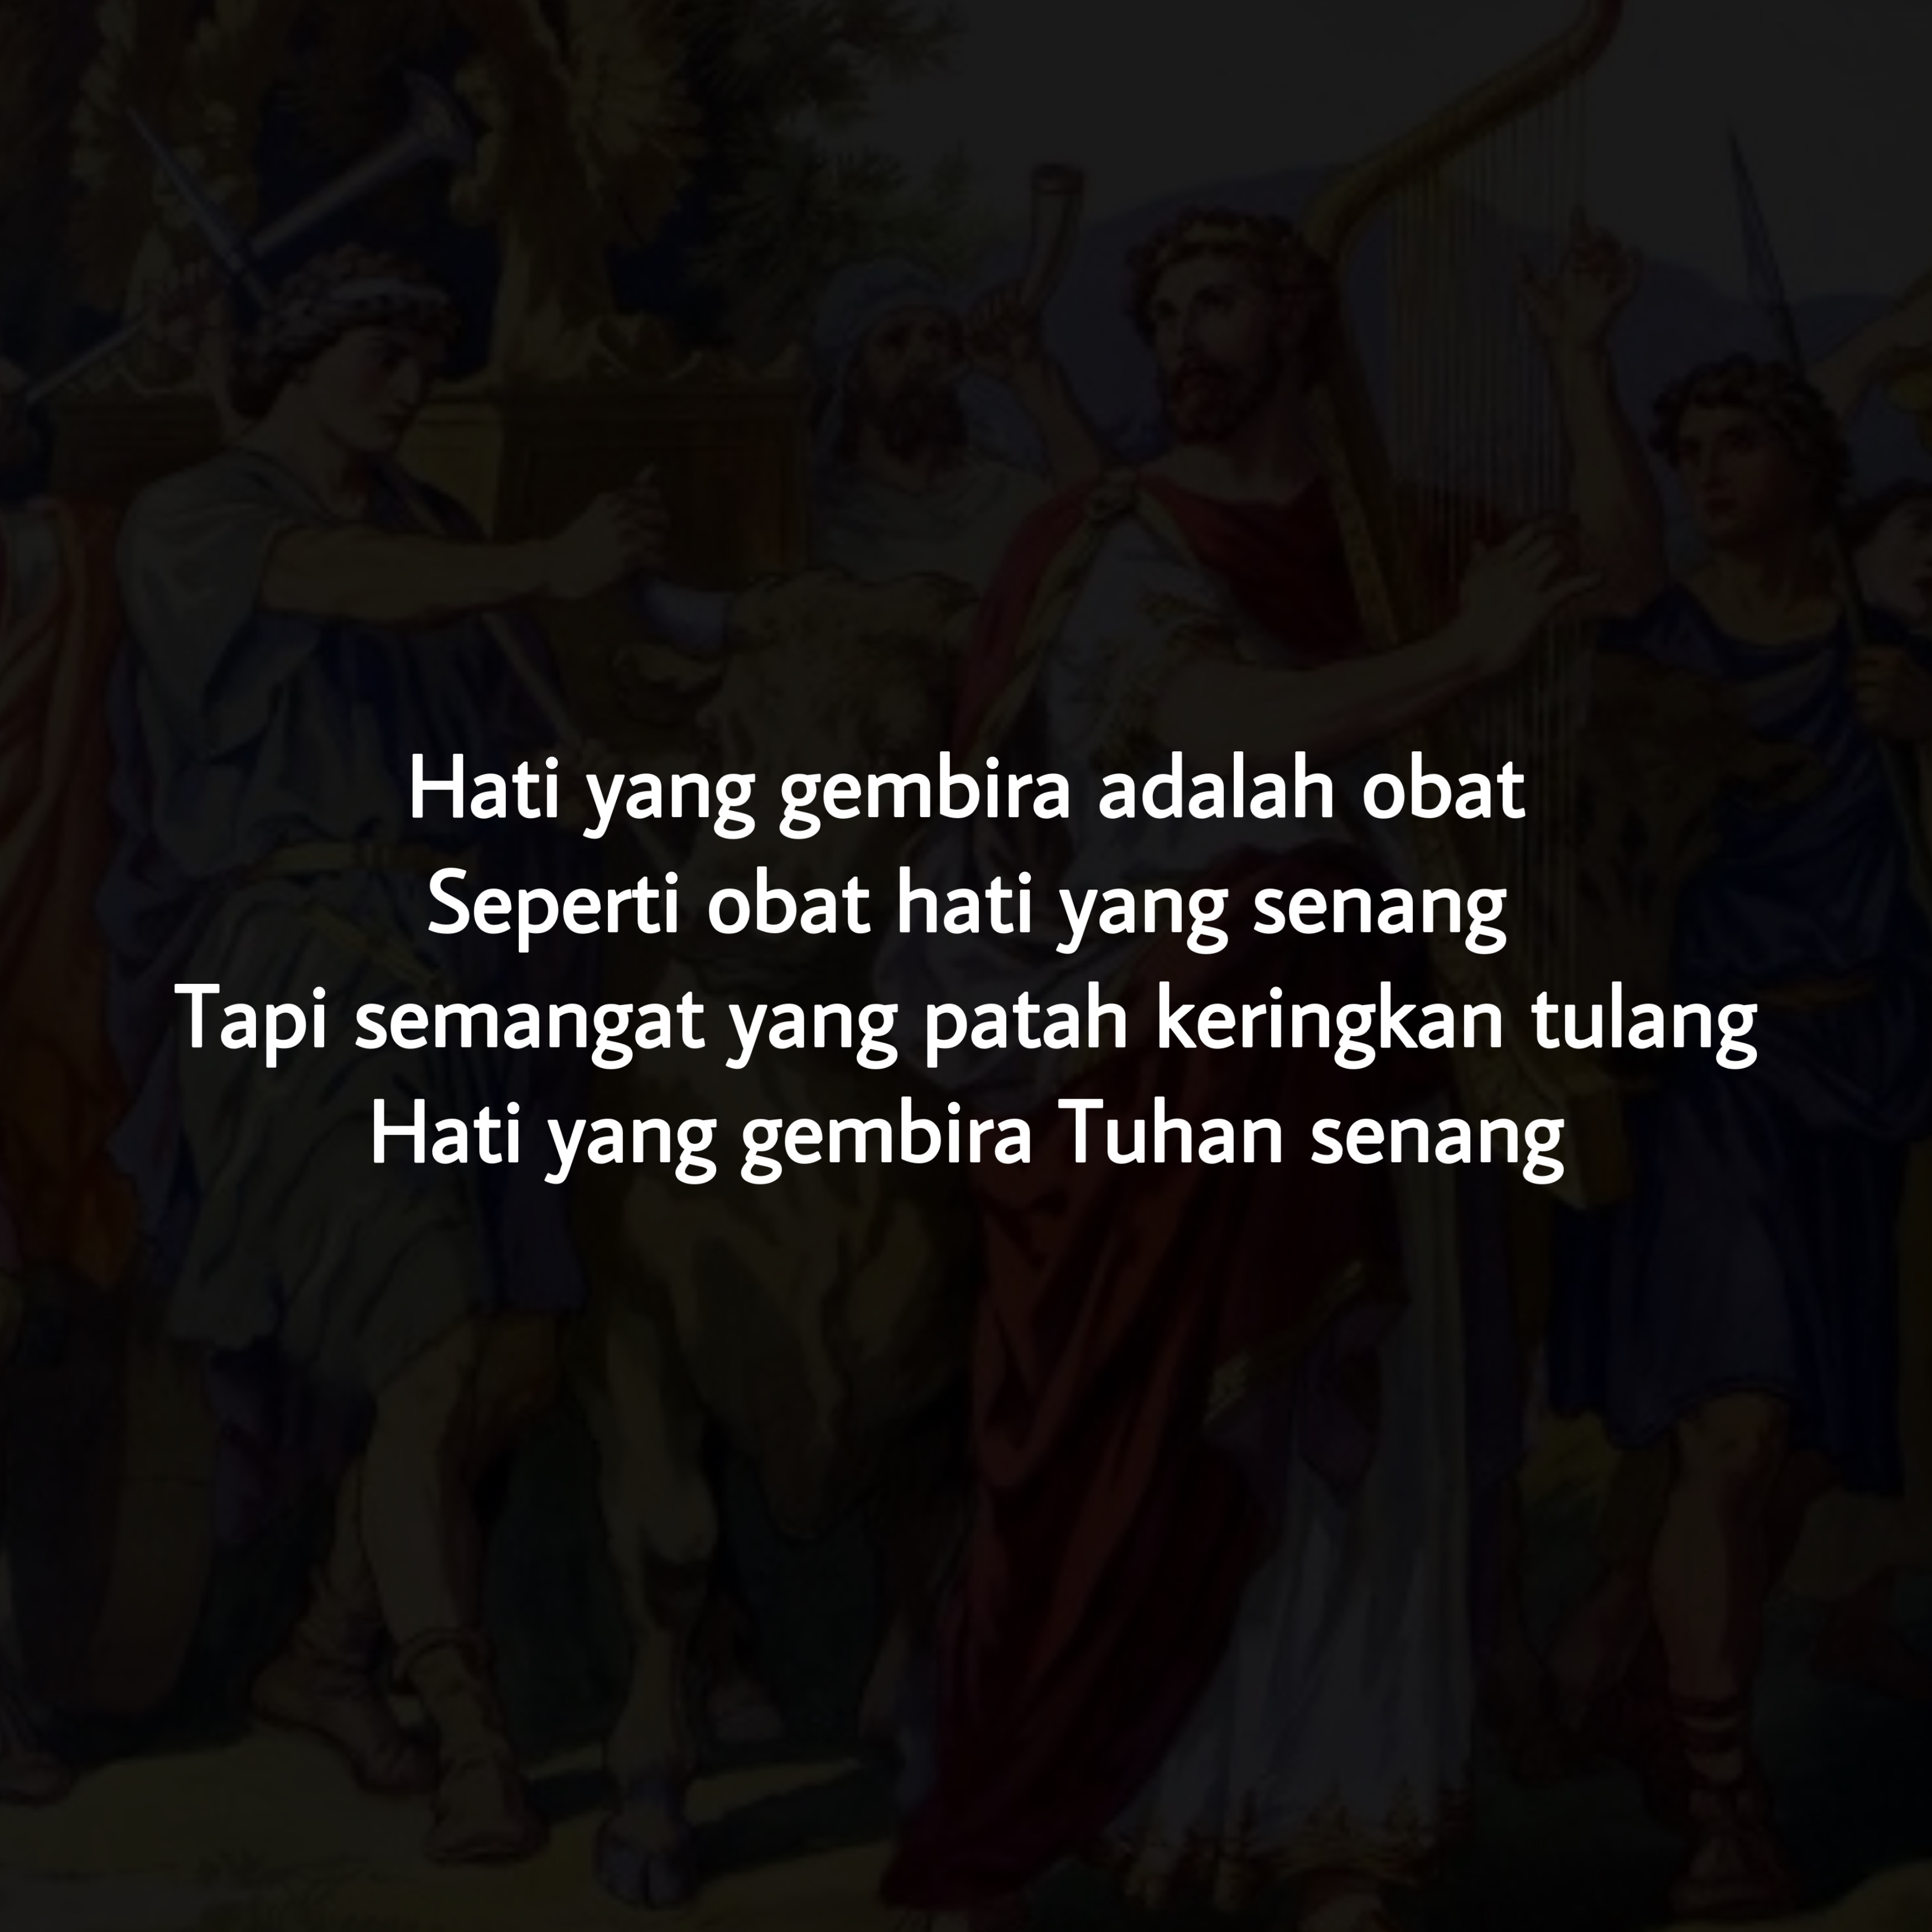 Hati yang gembira adalah obat
Seperti obat hati yang senang
Tapi semangat yang patah keringkan tulang
Hati yang gembira Tuhan senang